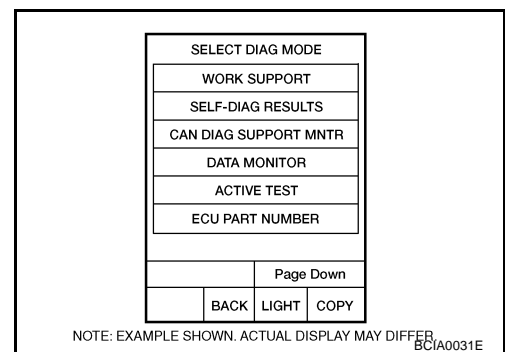 SELECT DIAG MODE
WORK SUPPORT
SELF-DIAG RESULTS
CAN DIAG SUPPORT MNTR
DATA MONITOR
ACTIVE TEST
ECU PART NUMBER
Page Down
BACK LIGHT COPY
NOTE: EXAMPLE SHOWN. ACTUAL DISPLAY MAY DIFFER.
BCIA0031E